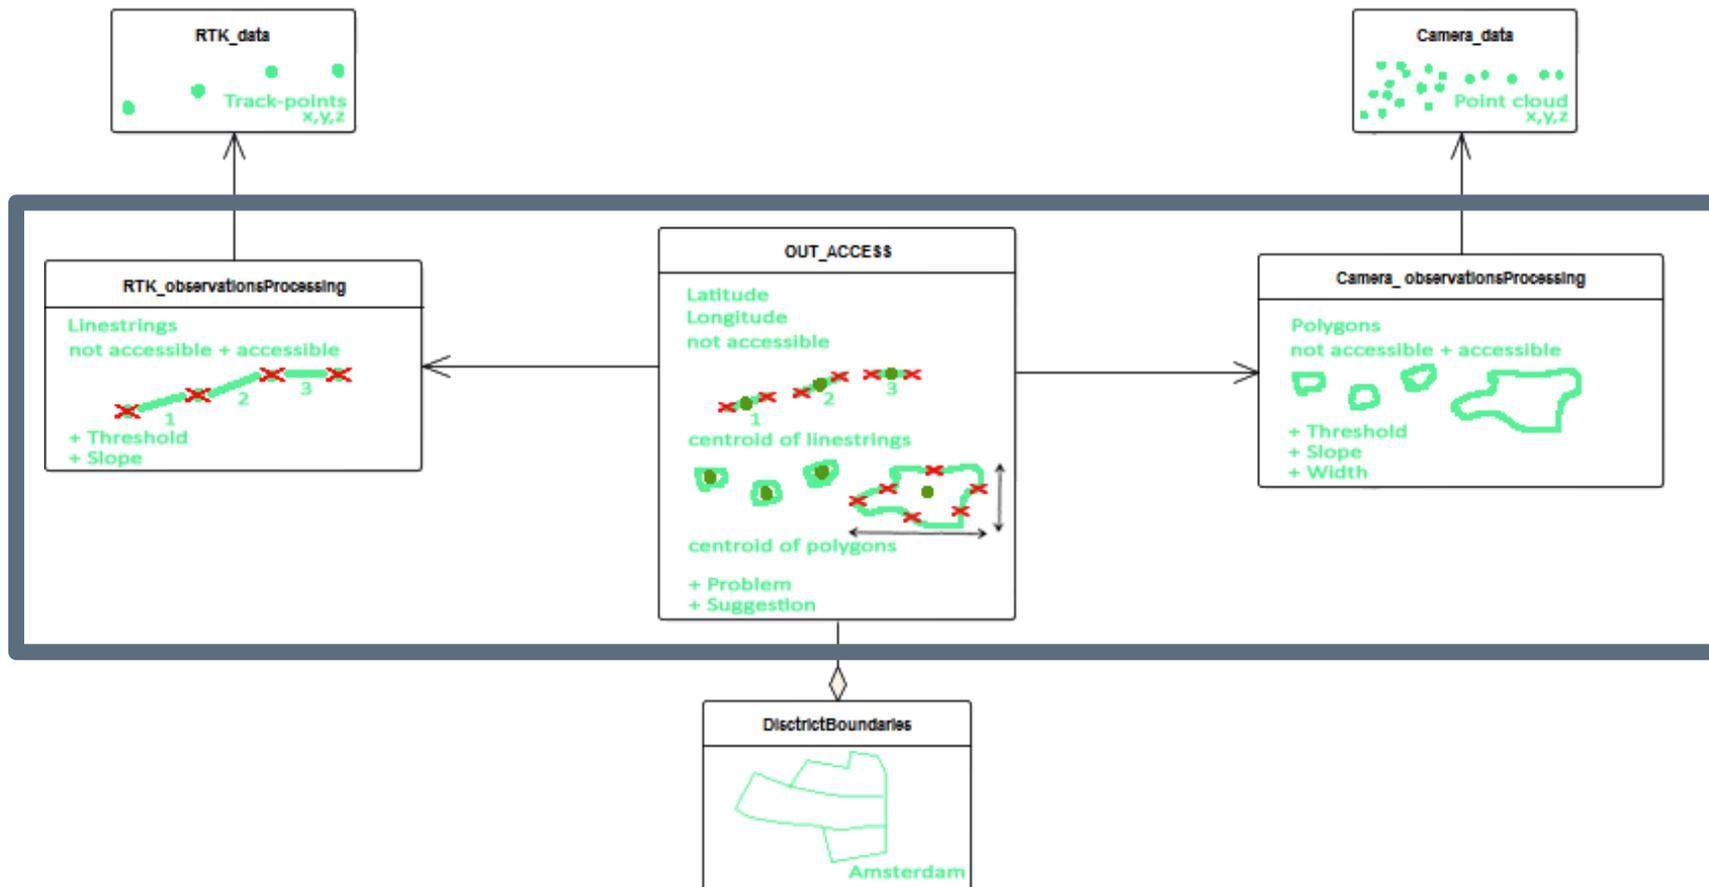 RTK_data
Track-points
x,y,z
Camera_data
Point cloud
x,y,z
RTK_observationsProcessing
Linestrings
not accessible + accessible
1
2
3
+ Threshold
+ Slope
OUT_ACCESS
Latitude
Longitude
not accessible
1
2
3
centroid of linestrings
centroid of polygons
+ Problem
+ Suggestion
Camera_ observationsProcessing
Polygons
not accessible + accessible
+ Threshold
+ Slope
+ Width
DisctrictBoundaries
Amsterdam